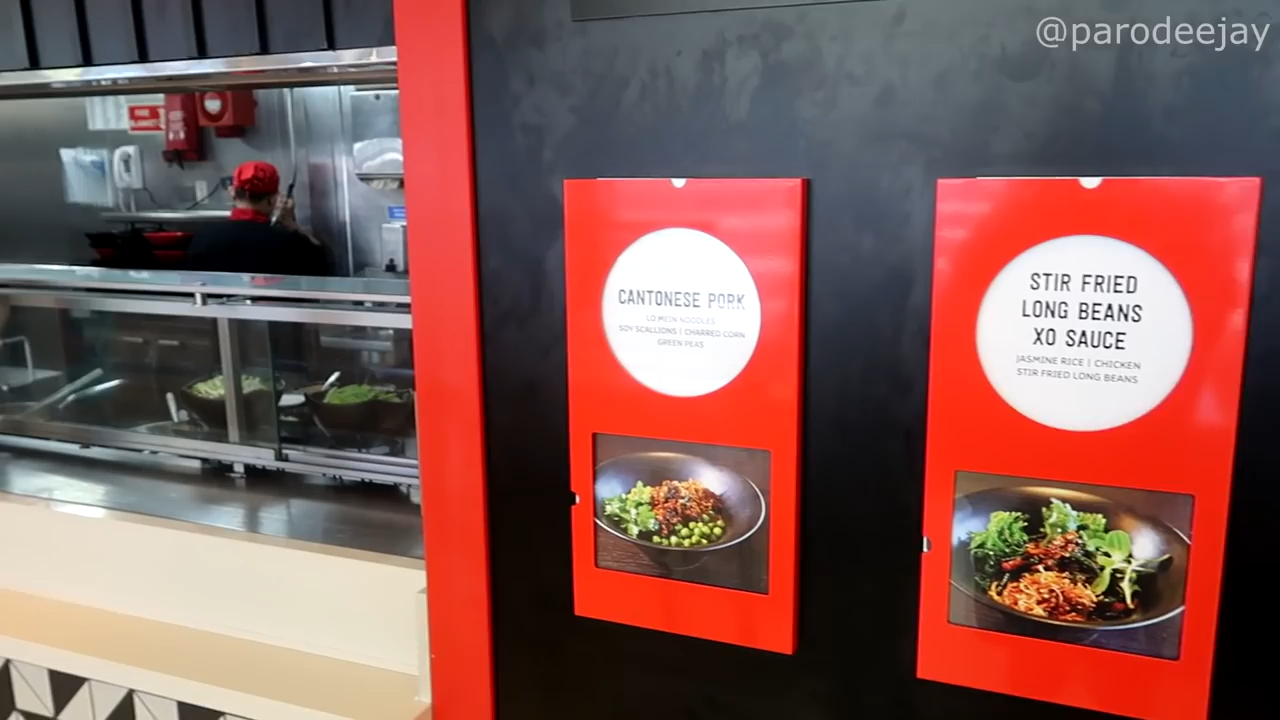 @parodeejay
CANTONESE PORK
LO MEIN NOODLES
SOY SCALLIONS | CHARRED CORN
GREEN PEAS
STIR FRIED
LONG BEANS
XO SAUCE
JASMINE RICE | CHICKEN
STIR FRIED LONG BEANS